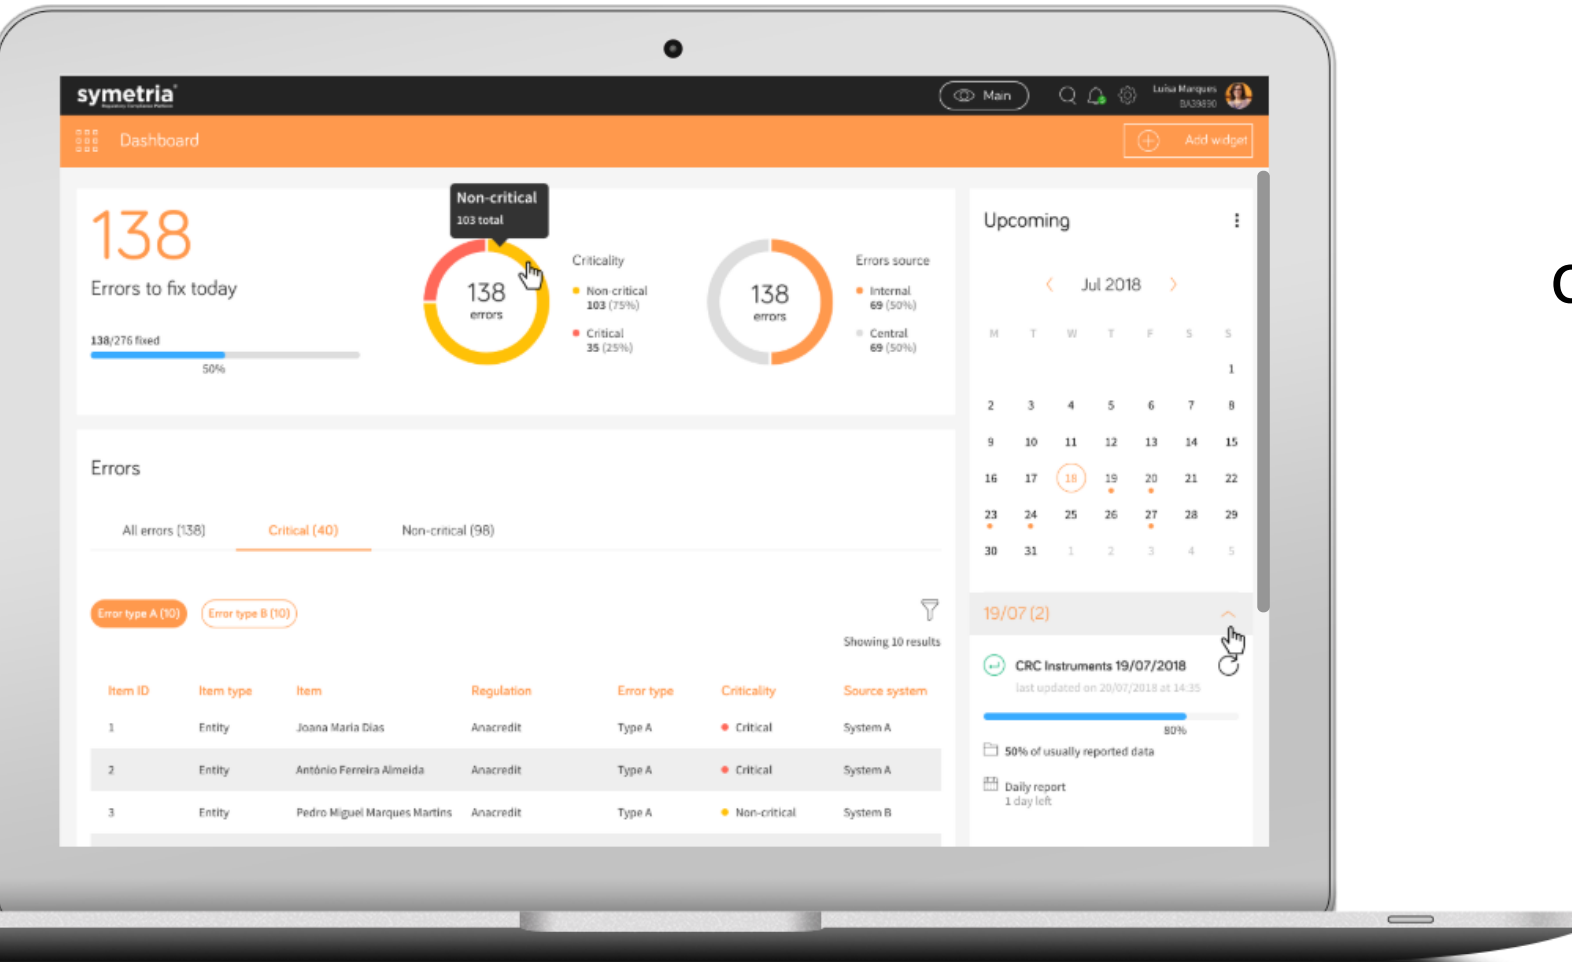 symetria
Main
Luisa Marques
BA39890
Dashboard
Add widget
138
Errors to fix today
138/276 fixed
50%
Non-critical
103 total
138
errors
Criticality
Non-critical
103 (75%)
Critical
35 (25%)
138
errors
Errors source
Internal
69 (50%)
Central
69 (50%)
Errors
All errors (138) Critical (40) Non-critical (98)
Error type A (10) Error type B (10)
Showing 10 results
Item ID Item type Item Regulation Error type Criticality Source system
1 Entity Joana Maria Dias Anacredit Type A Critical System A
2 Entity António Ferreira Almeida Anacredit Type A Critical System A
3 Entity Pedro Miguel Marques Martins Anacredit Type A Non-critical System B
Upcoming
Jul 2018
M T W T F S S
1
2 3 4 5 6 7 8
9 10 11 12 13 14 15
16 17 18 19 20 21 22
23 24 25 26 27 28 29
30 31 1 2 3 4 5
19/07 (2)
CRC Instruments 19/07/2018
last updated on 20/07/2018 at 14:35
80%
50% of usually reported data
Daily report
1 day left